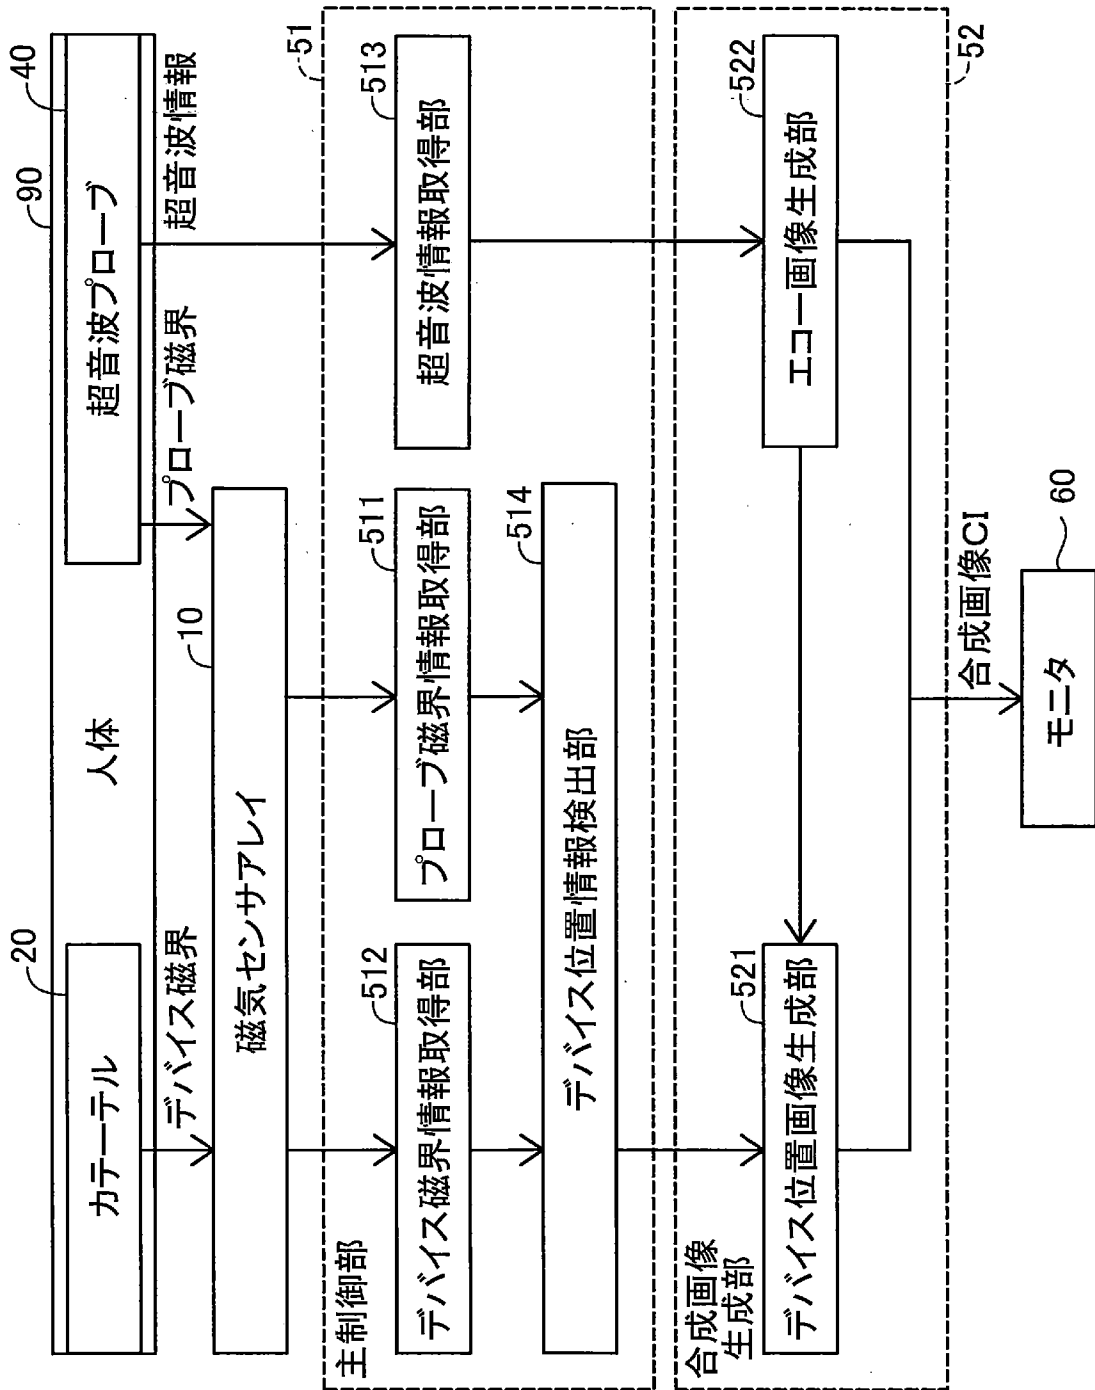 90
20
40
人体
カテーテル
超音波プローブ
デバイス磁界
プローブ磁界
超音波情報
10
磁気センサアレイ
51
主制御部
512
511
513
デバイス磁界情報取得部
プローブ磁界情報取得部
超音波情報取得部
514
デバイス位置情報検出部
合成画像
生成部
52
521
522
デバイス位置画像生成部
エコー画像生成部
合成画像CI
60
モニタ